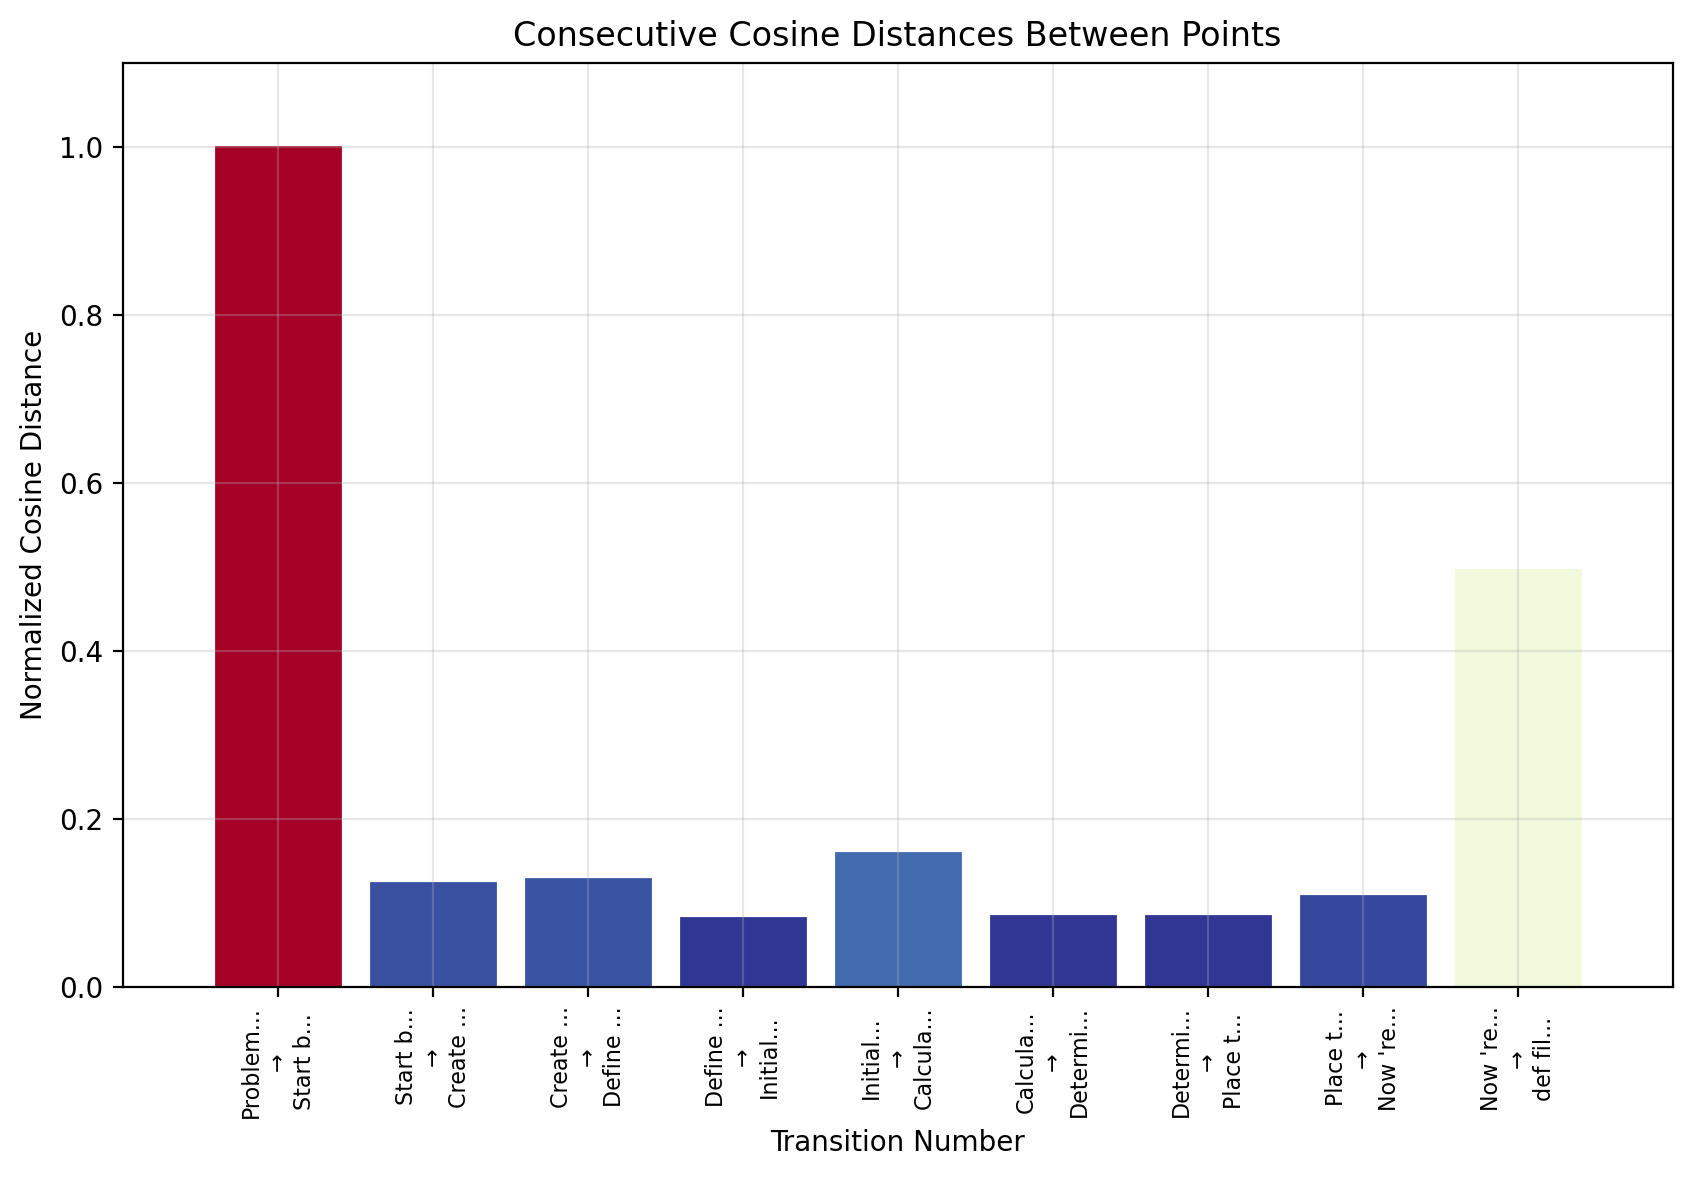 Consecutive Cosine Distances Between Points
Normalized Cosine Distance
1.0
0.8
0.6
0.4
0.2
0.0
Problem...
→
Start b...
Start b...
→
Create ...
Create ...
→
Define ...
Define ...
→
Initial...
Initial...
→
Calcula...
Calcula...
→
Determi...
Determi...
→
Place t...
Place t...
→
Now 're...
Now 're...
→
def fil...
Transition Number